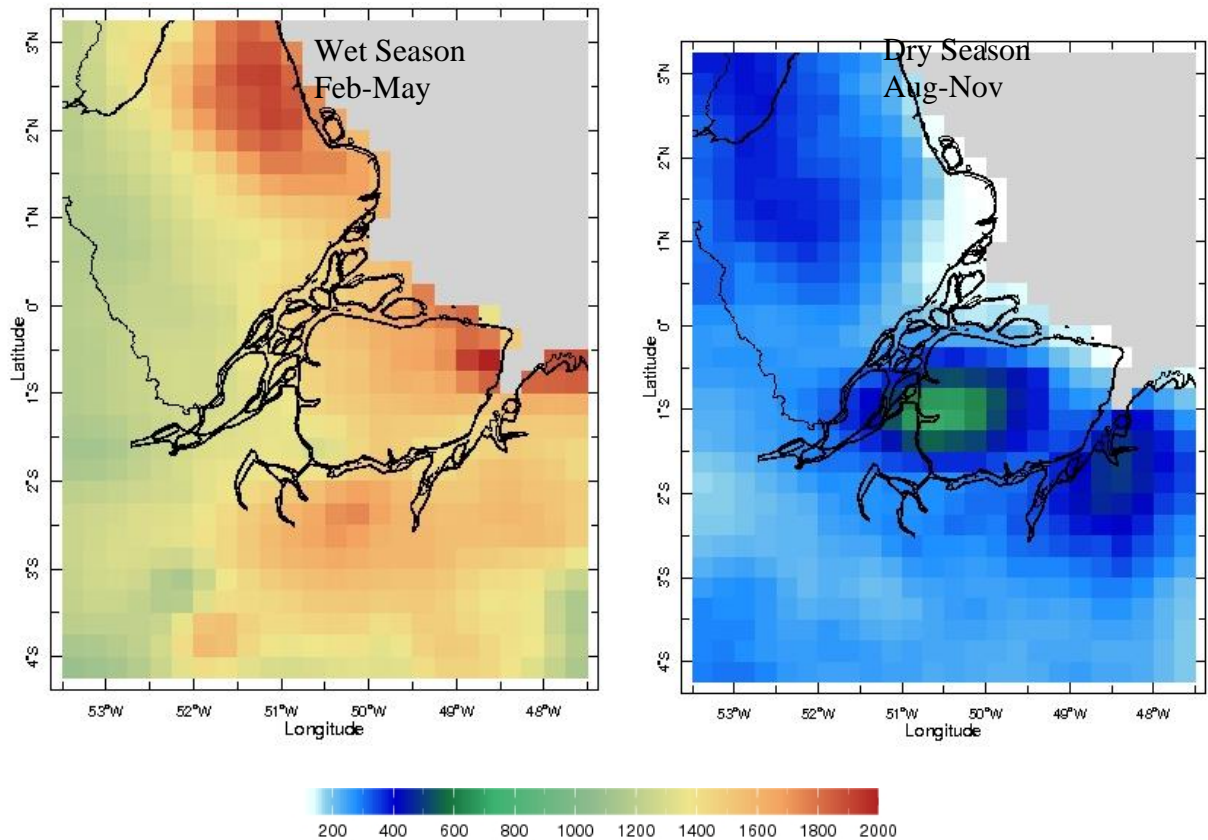 Wet Season
Feb-May
3°N
2°N
1°N
0°
1°S
2°S
3°S
4°S
Latitude
53°W 52°W 51°W 50°W 49°W 48°W
Longitude
Dry Season
Aug-Nov
3°N
2°N
1°N
0°
1°S
2°S
3°S
4°S
Latitude
53°W 52°W 51°W 50°W 49°W 48°W
Longitude
200 400 600 800 1000 1200 1400 1600 1800 2000